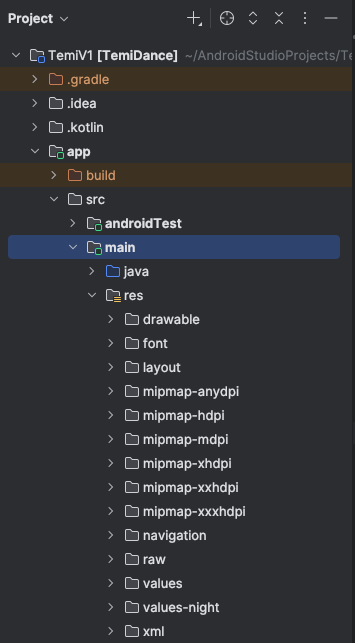 Project
TemiV1 [TemiDance] ~/AndroidStudioProjects/Te
.gradle
.idea
.kotlin
app
build
src
androidTest
main
java
res
drawable
font
layout
mipmap-anydpi
mipmap-hdpi
mipmap-mdpi
mipmap-xhdpi
mipmap-xxhdpi
mipmap-xxxhdpi
navigation
raw
values
values-night
xml